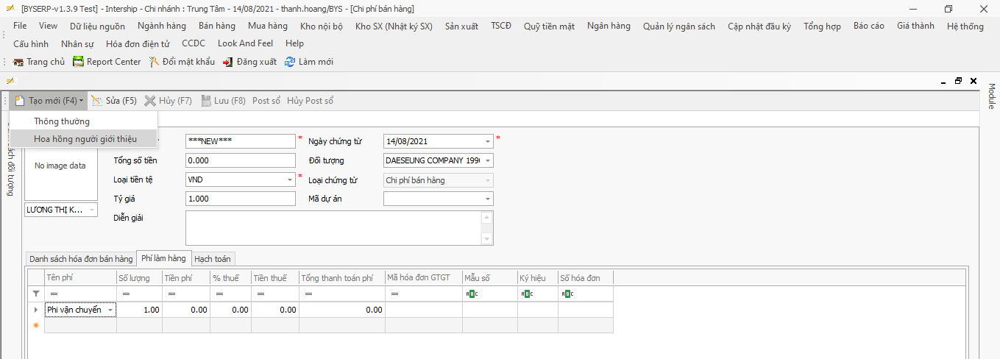 [BYSERP-v1.3.9 Test] - Intership - Chi nhánh : Trung Tâm - 14/08/2021 - thanh.hoang/BYS - [Chi phí bán hàng]
File View Dữ liệu nguồn Ngành hàng Bán hàng Mua hàng Kho nội bộ Kho SX (Nhật ký SX) Sản xuất TSCĐ Quỹ tiền mặt Ngân hàng Quản lý ngân sách Cập nhật đầu kỳ Tổng hợp Báo cáo Giá thành Hệ thống
Cấu hình Nhân sự Hóa đơn điện tử CCDC Look And Feel Help
Trang chủ Report Center Đổi mật khẩu Đăng xuất Làm mới
Module
Tạo mới (F4) Sửa (F5) Hủy (F7) Lưu (F8) Post sổ Hủy Post sổ
Thông thường
Hoa hồng người giới thiệu
sách đối tượng
***NEW*** * Ngày chứng từ 14/08/2021 *
No image data
Tổng số tiền 0.000 Đối tượng DAESEUNG COMPANY 199
Loại tiền tệ VND * Loại chứng từ Chi phí bán hàng
Tỷ giá 1.000 Mã dự án
LƯƠNG THỊ K...
Diễn giải
Danh sách hóa đơn bán hàng Phí làm hàng Hạch toán
Tên phí Số lượng Tiền phí % thuế Tiền thuế Tổng thanh toán phí Mã hóa đơn GTGT Mẫu số Ký hiệu Số hóa đơn
= = = = = = = ABC ABC ABC
Phi vận chuyển 1.00 0.00 0.00 0.00 0.00